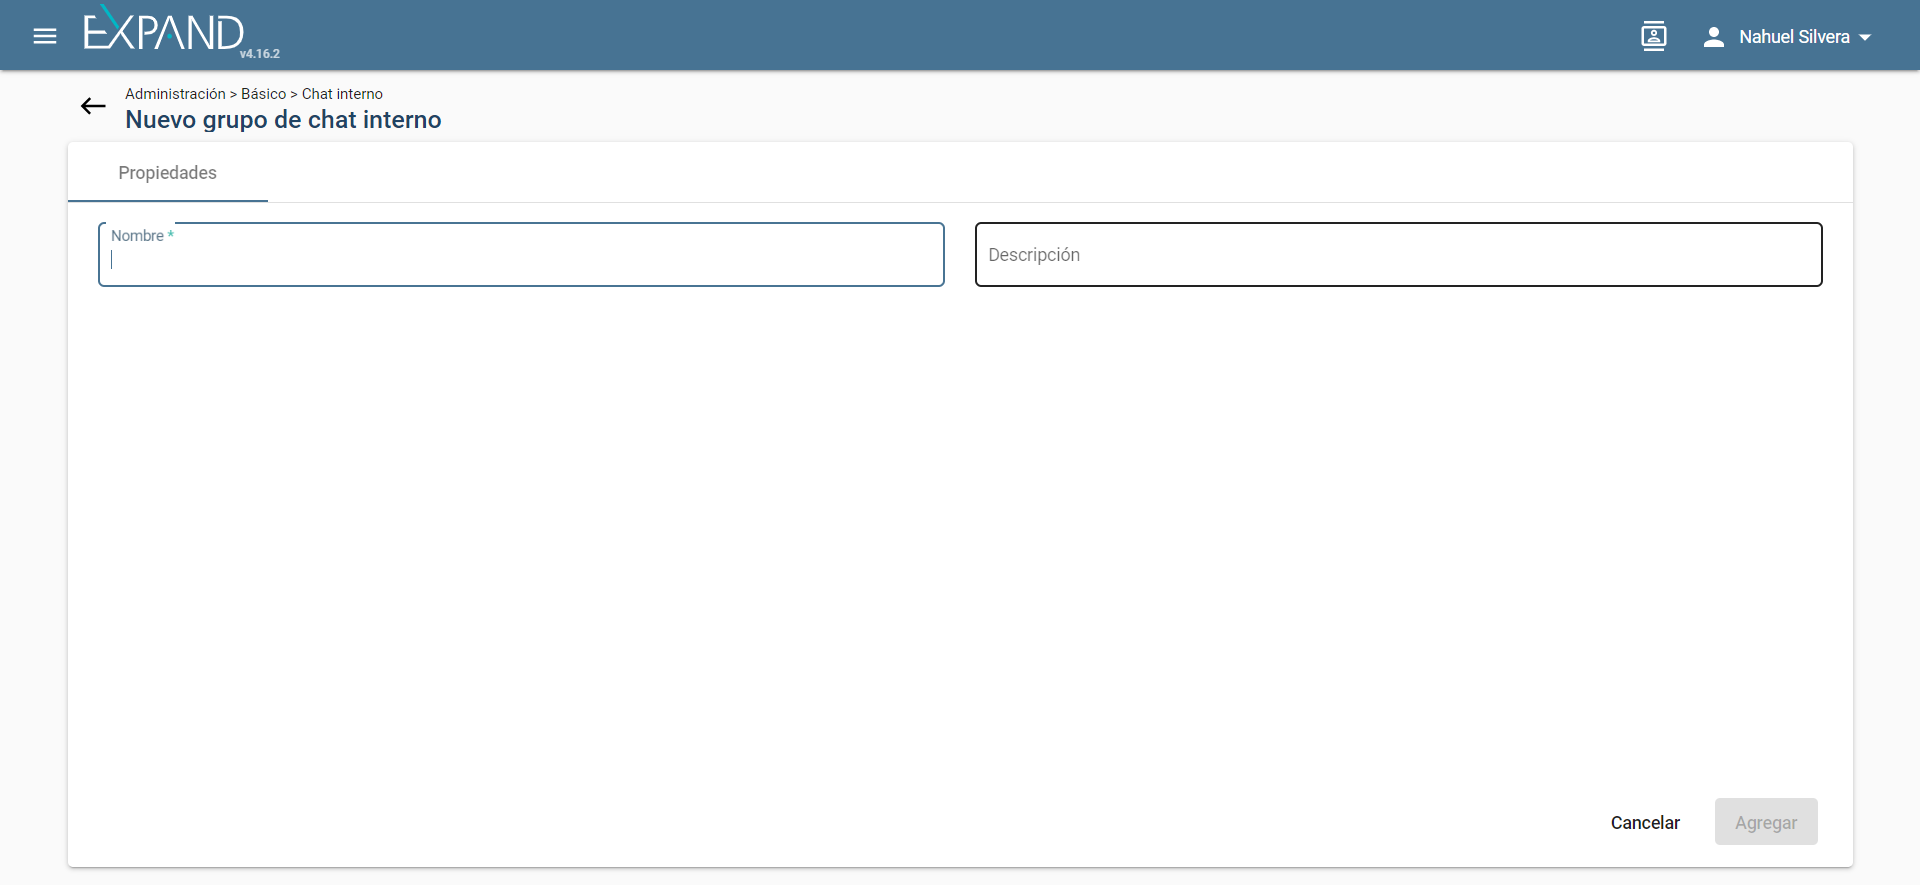 EXPAND
v4.16.2
Nahuel Silvera
Administración > Básico > Chat interno
Nuevo grupo de chat interno
Propiedades
Nombre *
Descripción
Cancelar
Agregar